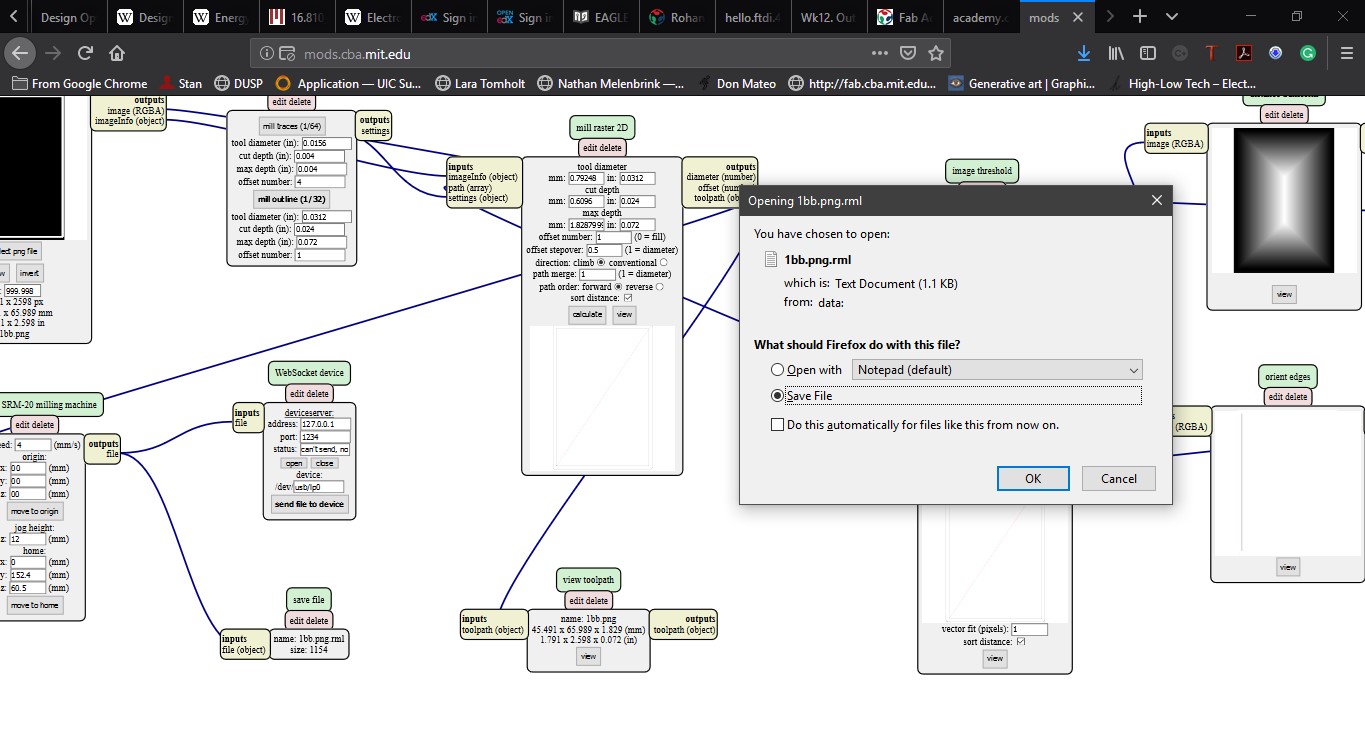 Design Op
Design
Energy
16.810
Electro
Sign in
Sign in
EAGLE
Rohan
hello.ftdi.4
Wk12. Out
Fab Ac
academy.c
mods
mods.cba.mit.edu
From Google Chrome
Stan
DUSP
Application — UIC Su...
Lara Tomholt
Nathan Melenbrink —...
Don Mateo
http://fab.cba.mit.edu...
Generative art | Graphi...
High-Low Tech – Elect...
outputs
image (RGBA)
imageInfo (object)
edit delete
mill traces (1/64)
tool diameter (in): 0.0156
cut depth (in): 0.004
max depth (in): 0.004
offset number: 4
mill outline (1/32)
tool diameter (in): 0.0312
cut depth (in): 0.024
max depth (in): 0.072
offset number: 1
outputs
settings
lect png file
invert
999.998
1 x 2598 px
x 65.989 mm
1 x 2.598 in
1bb.png
mill raster 2D
edit delete
inputs
imageInfo (object)
path (array)
settings (object)
tool diameter
mm: 0.79248 in: 0.0312
cut depth
mm: 0.6096 in: 0.024
max depth
mm: 1.8287999 in: 0.072
offset number: 1 (0 = fill)
offset stepover: 0.5 (1 = diameter)
direction: climb conventional
path merge: 1 (1 = diameter)
path order: forward reverse
sort distance:
calculate view
outputs
diameter (number)
offset (num
toolpath (ob
image threshold
inputs
image (RGBA)
edit delete
view
Opening 1bb.png.rml
You have chosen to open:
1bb.png.rml
which is: Text Document (1.1 KB)
from: data:
What should Firefox do with this file?
Open with Notepad (default)
Save File
Do this automatically for files like this from now on.
OK Cancel
orient edges
edit delete
(RGBA)
view
SRM-20 milling machine
edit delete
eed: 4 (mm/s)
origin:
x: 00 (mm)
y: 00 (mm)
z: 00 (mm)
move to origin
jog height:
z: 12 (mm)
home:
x: 0 (mm)
y: 152.4 (mm)
z: 60.5 (mm)
move to home
outputs
file
WebSocket device
edit delete
inputs
file
deviceserver:
address: 127.0.0.1
port: 1234
status: can't send, no
open close
device:
/dev/ usb/lp0
send file to device
save file
edit delete
inputs
file (object)
name: 1bb.png.rml
size: 1154
view toolpath
edit delete
inputs
toolpath (object)
name: 1bb.png
45.491 x 65.989 x 1.829 (mm)
1.791 x 2.598 x 0.072 (in)
view
outputs
toolpath (object)
vector fit (pixels): 1
sort distance:
view